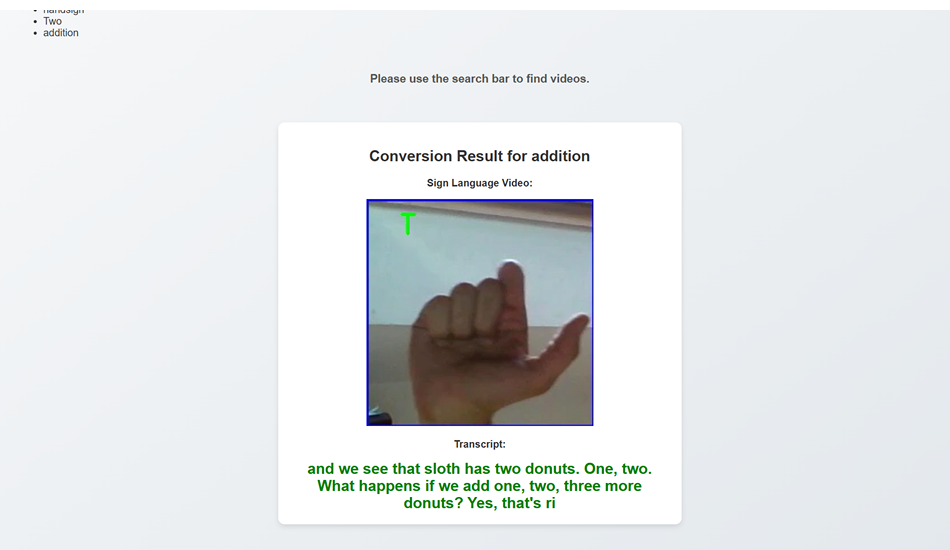 handsign
Two
addition
Please use the search bar to find videos.
Conversion Result for addition
Sign Language Video:
T
Transcript:
and we see that sloth has two donuts. One, two.
What happens if we add one, two, three more
donuts? Yes, that's ri